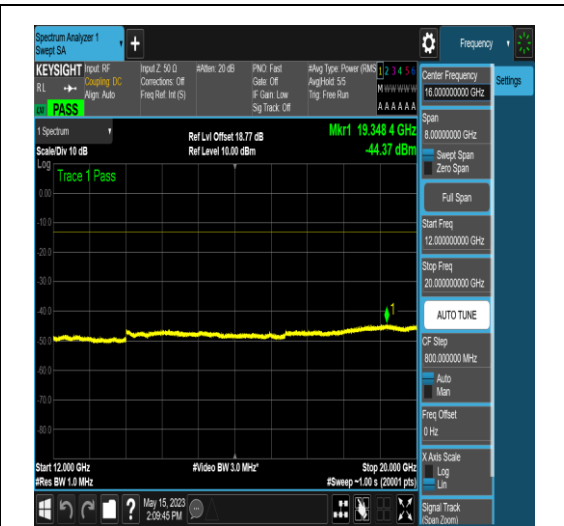 Spectrum Analyzer 1
Swept SA
+
Frequency
KEYSIGHT
Input: RF
Coupling: DC
Align: Auto
RL
PASS
Input Z: 50 Ω
Corrections: Off
Freq Ref: Int (S)
#Atten: 20 dB
PNO: Fast
Gate: Off
IF Gain: Low
Sig Track: Off
#Avg Type: Power (RMS
Avg|Hold: 5/5
Trig: Free Run
1 2 3 4 5 6
M W W W W W
A A A A A A
Center Frequency
16.000000000 GHz
Settings
Span
8.00000000 GHz
Swept Span
Zero Span
Full Span
Start Freq
12.000000000 GHz
Stop Freq
20.000000000 GHz
AUTO TUNE
CF Step
800.000000 MHz
Auto
Man
Freq Offset
0 Hz
X Axis Scale
Log
Lin
Signal Track
(Span Zoom)
1 Spectrum
Scale/Div 10 dB
Ref Lvl Offset 18.77 dB
Ref Level 10.00 dBm
Mkr1 19.348 4 GHz
-44.37 dBm
Log
Trace 1 Pass
0.00
-10.0
-20.0
-30.0
-40.0
-50.0
-60.0
-70.0
-80.0
1
Start 12.000 GHz
#Res BW 1.0 MHz
#Video BW 3.0 MHz*
Stop 20.000 GHz
#Sweep ~1.00 s (20001 pts)
?
May 15, 2023
2:09:45 PM